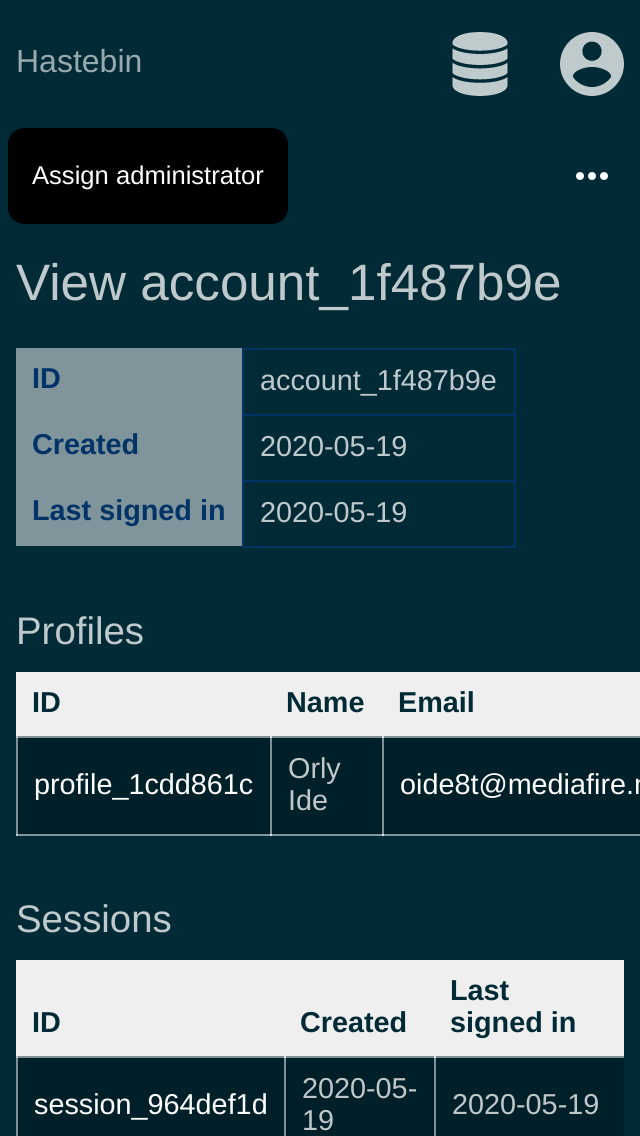 Hastebin
Assign administrator
View account_1f487b9e
ID account_1f487b9e
Created 2020-05-19
Last signed in 2020-05-19
Profiles
ID Name Email
profile_1cdd861c Orly Ide oide8t@mediafire.
Sessions
ID Created Last signed in
session_964def1d 2020-05-19 2020-05-19